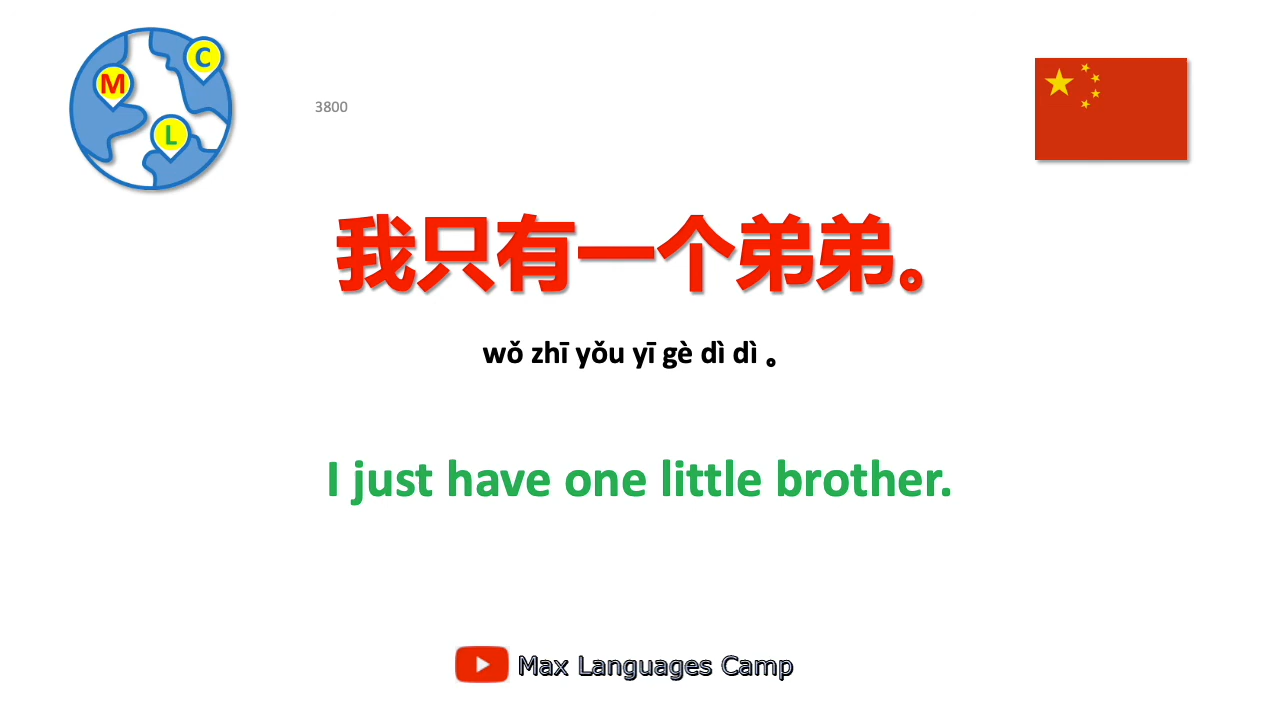 M
C
L
3800
我只有一个弟弟。
wǒ zhī yǒu yī gè dì dì 。
I just have one little brother.
Max Languages Camp